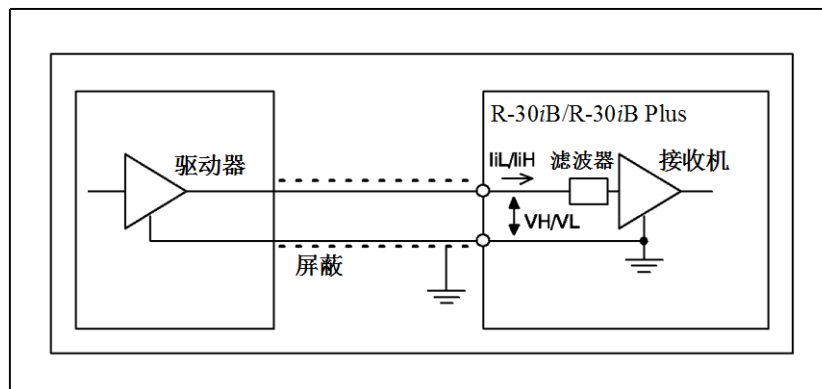 R-30iB/R-30iB Plus
驱动器
IiL/IiH
滤波器
接收机
VH/VL
屏蔽